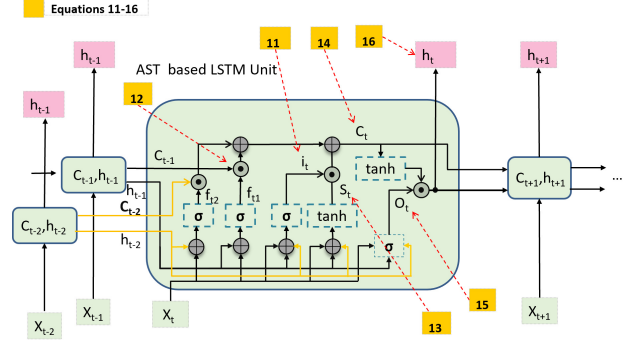 Equations 11-16
h_{t-1}
11
14
16
h_t
h_{t+1}
AST based LSTM Unit
h_{t-1}
12
C_t
C_{t-1}
i_t
tanh
C_{t-1},h_{t-1}
h_{t-1}
f_{t2}
f_{t1}
S_t
C_{t+1},h_{t+1}
...
C_{t-2}
σ
σ
σ
tanh
O_t
C_{t-2},h_{t-2}
h_{t-2}
σ
15
X_{t-2}
X_{t-1}
X_t
13
X_{t+1}